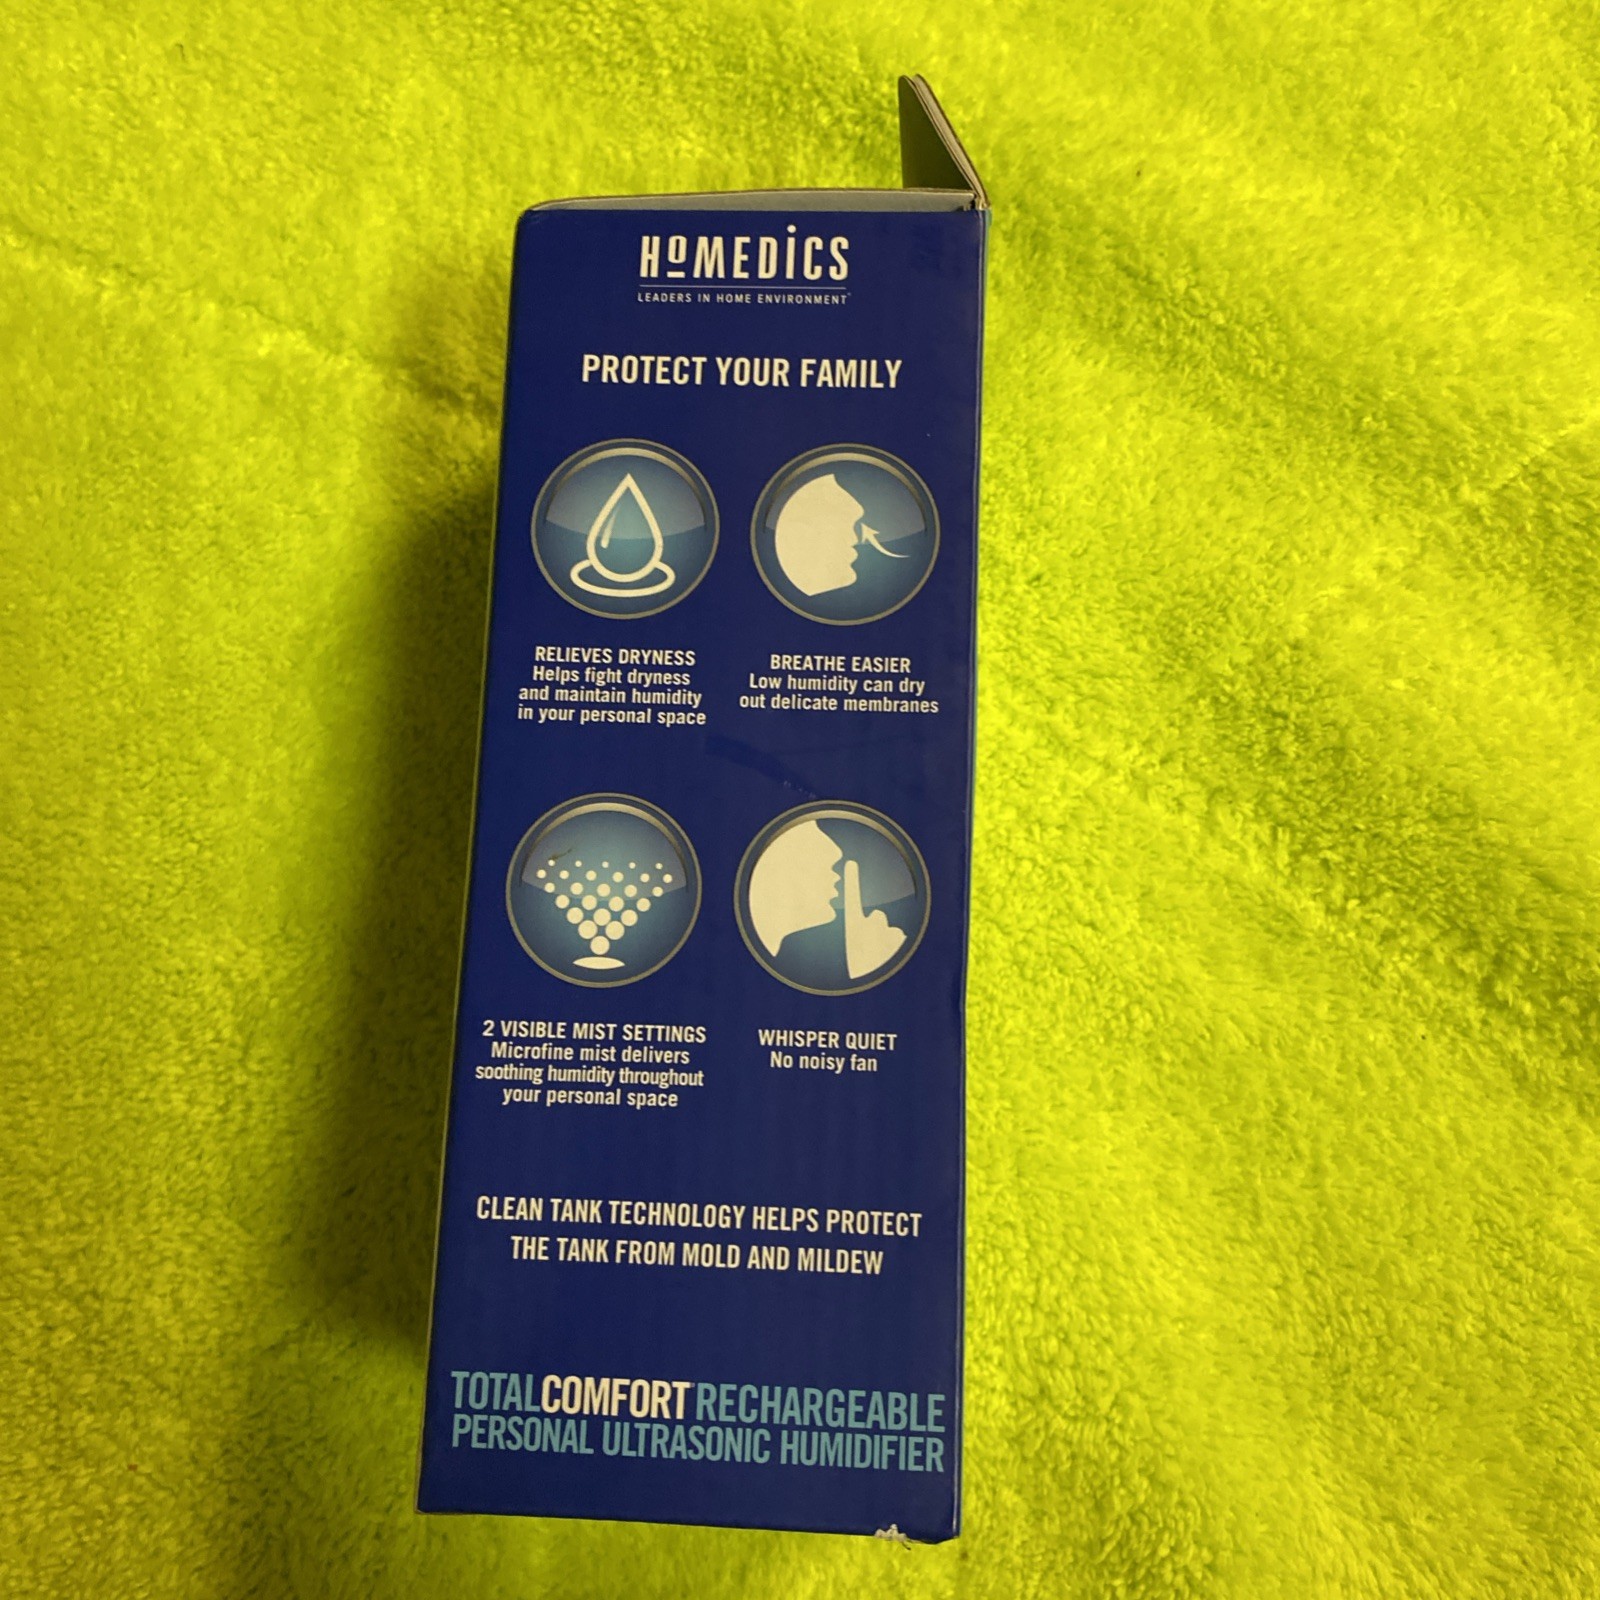 HoMEDiCS
LEADERS IN HOME ENVIRONMENT™
PROTECT YOUR FAMILY
RELIEVES DRYNESS
Helps fight dryness
and maintain humidity
in your personal space
BREATHE EASIER
Low humidity can dry
out delicate membranes
2 VISIBLE MIST SETTINGS
Microfine mist delivers
soothing humidity throughout
your personal space
WHISPER QUIET
No noisy fan
CLEAN TANK TECHNOLOGY HELPS PROTECT
THE TANK FROM MOLD AND MILDEW
TOTALCOMFORT® RECHARGEABLE
PERSONAL ULTRASONIC HUMIDIFIER